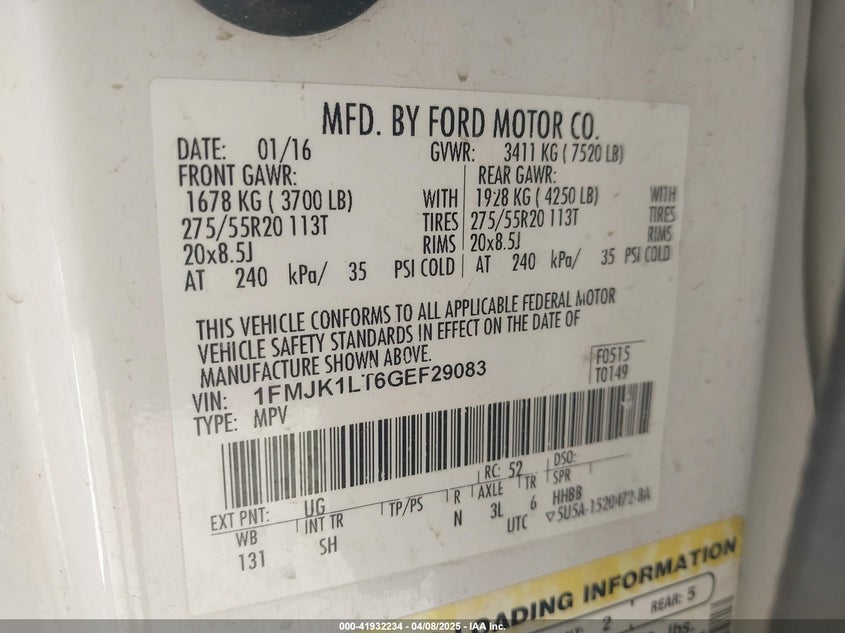 MFD. BY FORD MOTOR CO.
DATE: 01/16 GVWR: 3411 KG ( 7520 LB)
FRONT GAWR: REAR GAWR:
1678 KG ( 3700 LB) WITH 1928 KG ( 4250 LB) WITH
275/55R20 113T TIRES 275/55R20 113T TIRES
20x8.5J RIMS 20x8.5J RIMS
AT 240 kPa/ 35 PSI COLD AT 240 kPa/ 35 PSI COLD
THIS VEHICLE CONFORMS TO ALL APPLICABLE FEDERAL MOTOR
VEHICLE SAFETY STANDARDS IN EFFECT ON THE DATE OF
MANUFACTURE SHOWN ABOVE.
F0515
VIN: 1FMJK1LT6GEF29083 T0149
TYPE: MPV
RC: 52 DSO:
EXT PNT: UG TP/PS R AXLE TR SPR
WB INT TR N 3L 6 HHBB
131 SH UTC 5U5A-1520472-BA
LOADING INFORMATION
2 REAR: 5
lbs.
000-41932234 - 04/08/2025 - IAA Inc.